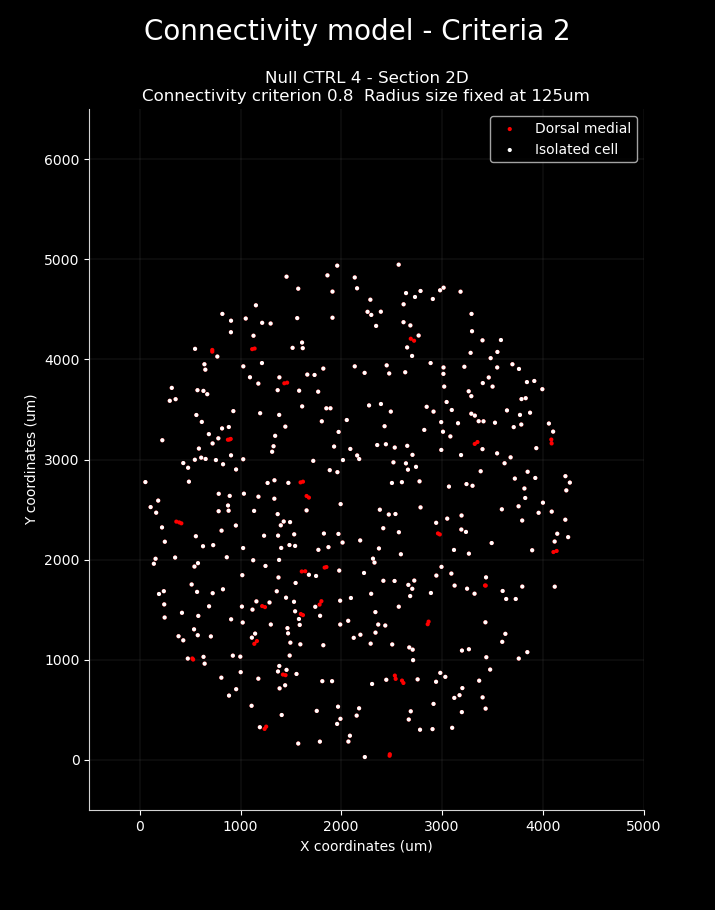 Connectivity model - Criteria 2
Null CTRL 4 - Section 2D
Connectivity criterion 0.8  Radius size fixed at 125um
Dorsal medial
Isolated cell
6000
5000
4000
3000
2000
1000
0
Y coordinates (um)
0 1000 2000 3000 4000 5000
X coordinates (um)